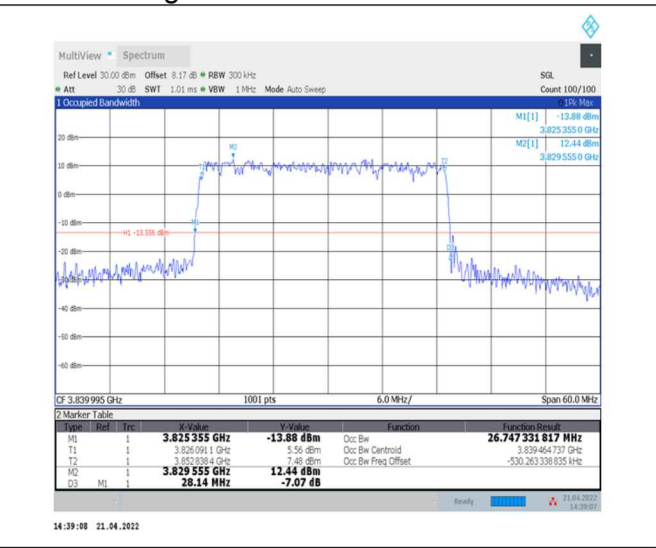 MultiView Spectrum
Ref Level 30.00 dBm Offset 8.17 dB RBW 300 kHz SGL
Att 30 dB SWT 1.01 ms VBW 1 MHz Mode Auto Sweep Count 100/100
1 Occupied Bandwidth 1Pk Max
M1[1] -13.88 dBm
3.825 355 0 GHz
M2[1] 12.44 dBm
3.829 555 0 GHz
20 dBm
M2
T1
T2
10 dBm
0 dBm
-10 dBm
M1
H1 -13.556 dBm
-20 dBm
D3
-30 dBm
-40 dBm
-50 dBm
-60 dBm
CF 3.839 995 GHz 1001 pts 6.0 MHz/ Span 60.0 MHz
2 Marker Table
Type Ref Trc X-Value Y-Value Function Function Result
M1 1 3.825 355 GHz -13.88 dBm Occ Bw 26.747 331 817 MHz
T1 1 3.826 091 1 GHz 5.56 dBm Occ Bw Centroid 3.839 464 737 GHz
T2 1 3.852 838 4 GHz 7.48 dBm Occ Bw Freq Offset -530.263 338 835 kHz
M2 1 3.829 555 GHz 12.44 dBm
D3 M1 1 28.14 MHz -7.07 dB
Ready 21.04.2022
14:39:07
14:39:08 21.04.2022